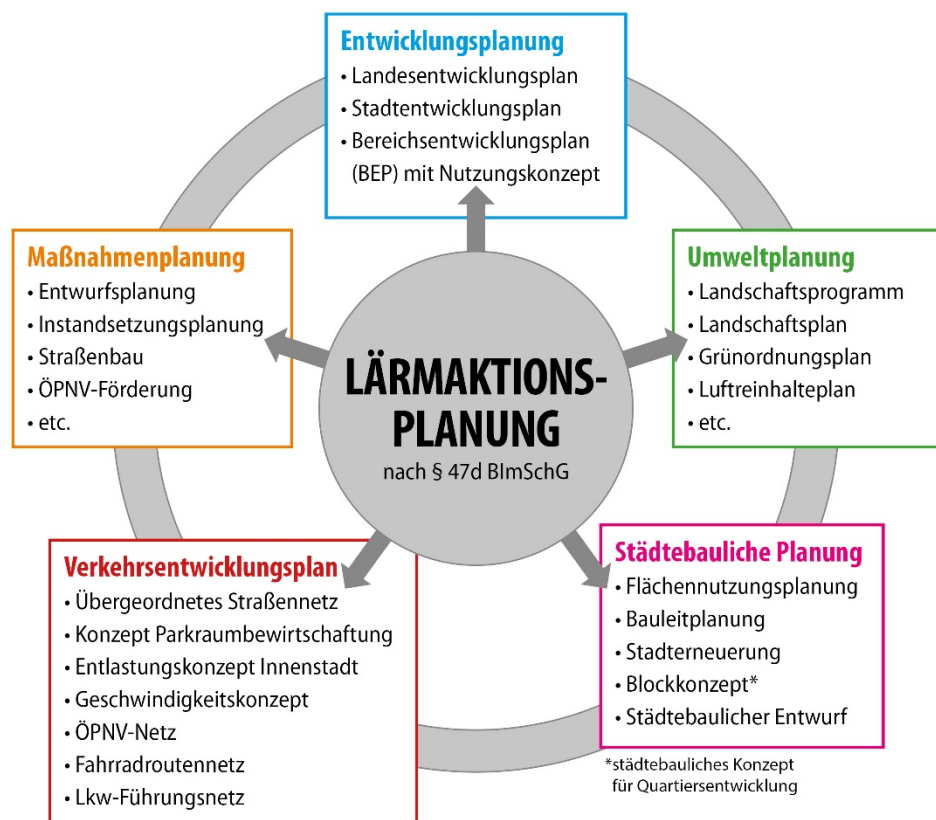 Entwicklungsplanung
• Landesentwicklungsplan
• Stadtentwicklungsplan
• Bereichsentwicklungsplan
(BEP) mit Nutzungskonzept
Maßnahmenplanung
• Entwurfsplanung
• Instandsetzungsplanung
• Straßenbau
• ÖPNV-Förderung
• etc.
Umweltplanung
• Landschaftsprogramm
• Landschaftsplan
• Grünordnungsplan
• Luftreinhalteplan
• etc.
LÄRMAKTIONS-
PLANUNG
nach § 47d BImSchG
Verkehrsentwicklungsplan
• Übergeordnetes Straßennetz
• Konzept Parkraumbewirtschaftung
• Entlastungskonzept Innenstadt
• Geschwindigkeitskonzept
• ÖPNV-Netz
• Fahrradroutennetz
• Lkw-Führungsnetz
Städtebauliche Planung
• Flächennutzungsplanung
• Bauleitplanung
• Stadterneuerung
• Blockkonzept*
• Städtebaulicher Entwurf
*städtebauliches Konzept
für Quartiersentwicklung